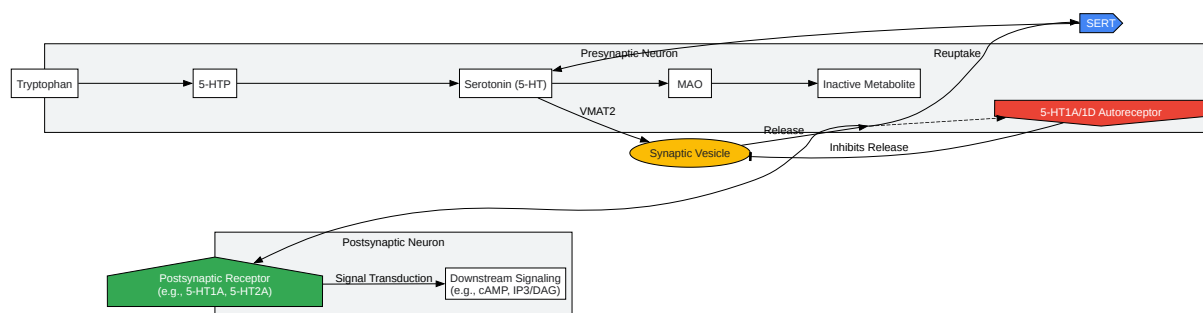 SERT
Presynaptic Neuron
Reuptake
Tryptophan
5-HTP
Serotonin (5-HT)
MAO
Inactive Metabolite
VMAT2
5-HT1A/1D Autoreceptor
Release
Inhibits Release
Synaptic Vesicle
Postsynaptic Neuron
Postsynaptic Receptor
(e.g., 5-HT1A, 5-HT2A)
Signal Transduction
Downstream Signaling
(e.g., cAMP, IP3/DAG)